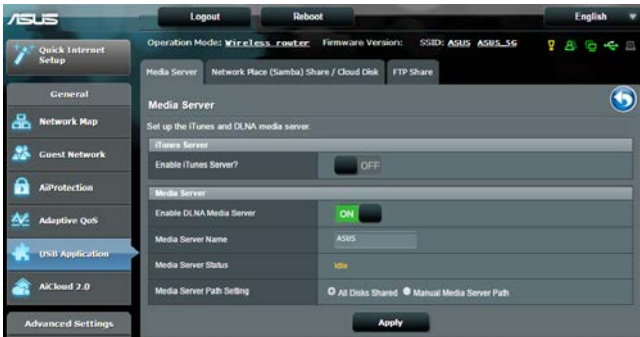 ASUS
Logout
Reboot
English
Quick Internet
Setup
Operation Mode: Wireless router Firmware Version: SSID: ASUS ASUS_5G
Media Server
Network Place (Samba) Share / Cloud Disk
FTP Share
General
Network Map
Guest Network
AiProtection
Adaptive QoS
USB Application
AiCloud 2.0
Advanced Settings
Media Server
Set up the iTunes and DLNA media server.
iTunes Server
Enable iTunes Server?
OFF
Media Server
Enable DLNA Media Server
ON
Media Server Name
ASUS
Media Server Status
Idle
Media Server Path Setting
All Disks Shared Manual Media Server Path
Apply